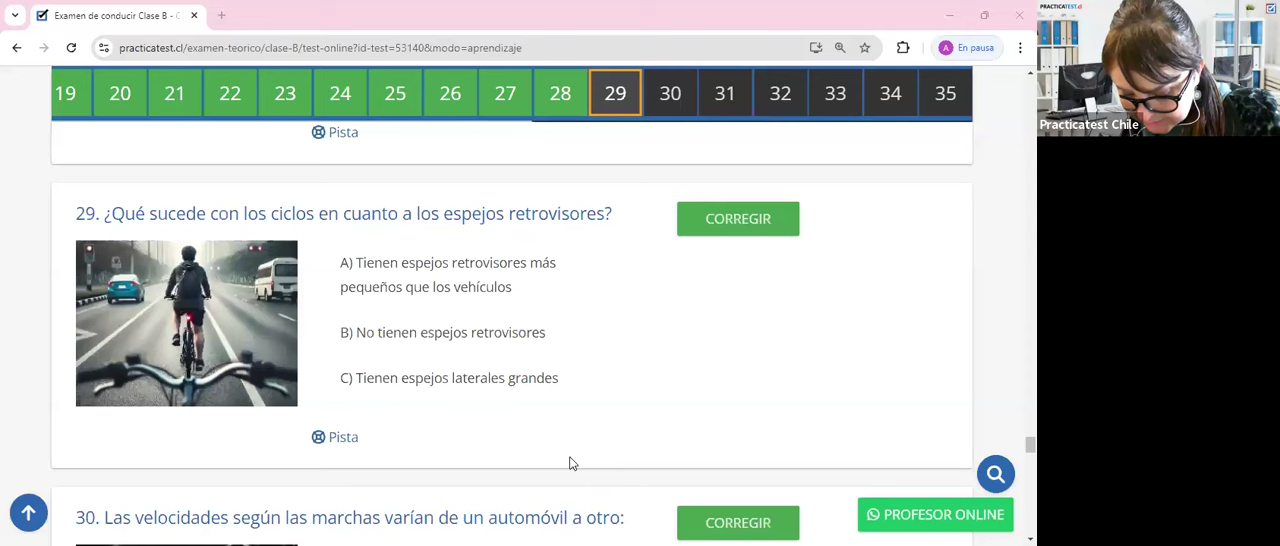 Examen de conducir Clase B - C
practicatest.cl/examen-teorico/clase-B/test-online?id-test=53140&modo=aprendizaje
A En pausa
PRACTICATEST.cl
Practicatest Chile
19 20 21 22 23 24 25 26 27 28 29 30 31 32 33 34 35
Pista
29. ¿Qué sucede con los ciclos en cuanto a los espejos retrovisores?
CORREGIR
A) Tienen espejos retrovisores más
pequeños que los vehículos
B) No tienen espejos retrovisores
C) Tienen espejos laterales grandes
Pista
PROFESOR ONLINE
30. Las velocidades según las marchas varían de un automóvil a otro:
CORREGIR